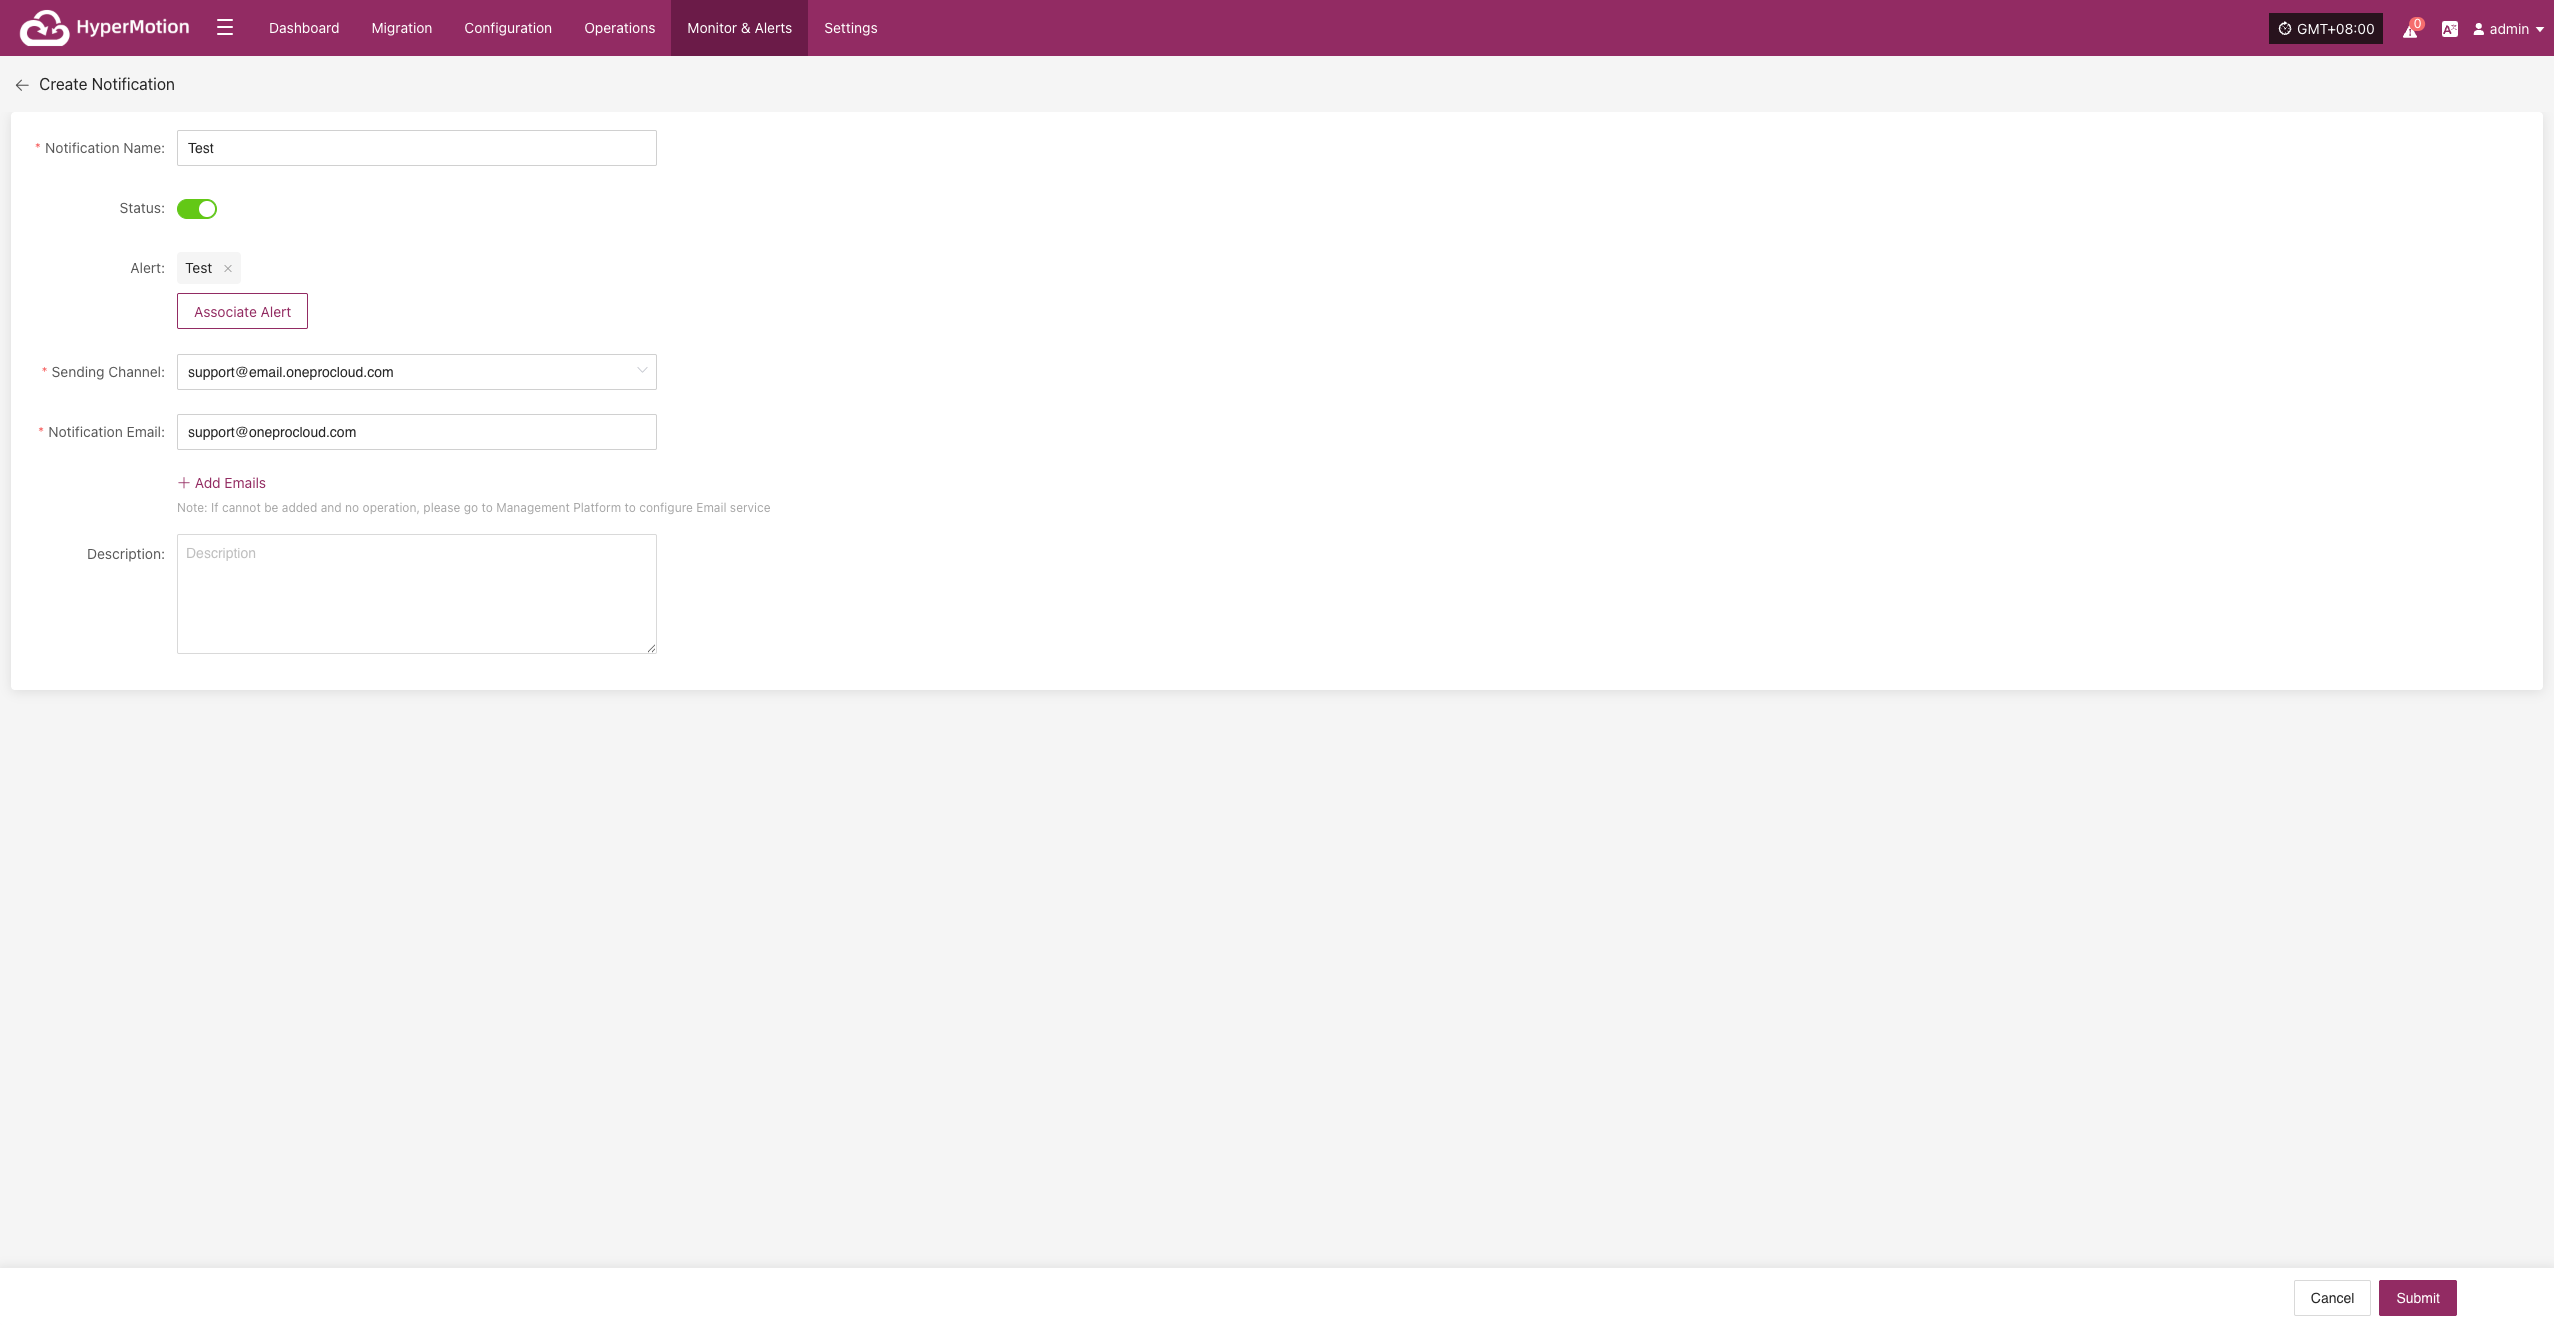 HyperMotion
Dashboard
Migration
Configuration
Operations
Monitor & Alerts
Settings
GMT+08:00
0
admin
Create Notification
* Notification Name:
Test
Status:
Alert:
Test
Associate Alert
* Sending Channel:
support@email.oneprocloud.com
* Notification Email:
support@oneprocloud.com
Add Emails
Note: If cannot be added and no operation, please go to Management Platform to configure Email service
Description:
Description
Cancel
Submit